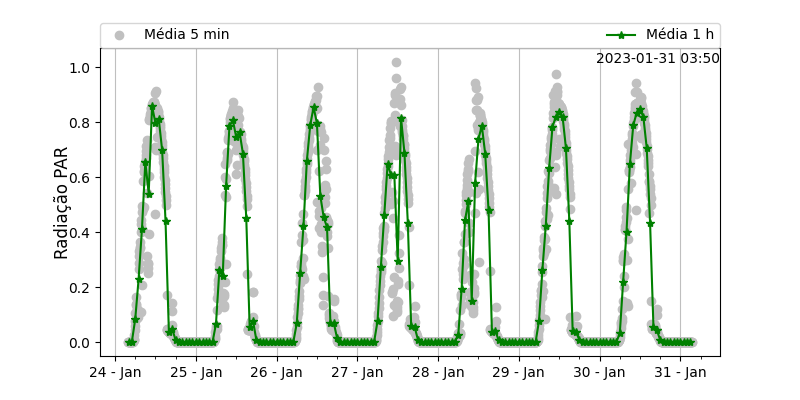 Média 5 min
Média 1 h
2023-01-31 03:50
Radiação PAR
1.0
0.8
0.6
0.4
0.2
0.0
24 - Jan
25 - Jan
26 - Jan
27 - Jan
28 - Jan
29 - Jan
30 - Jan
31 - Jan